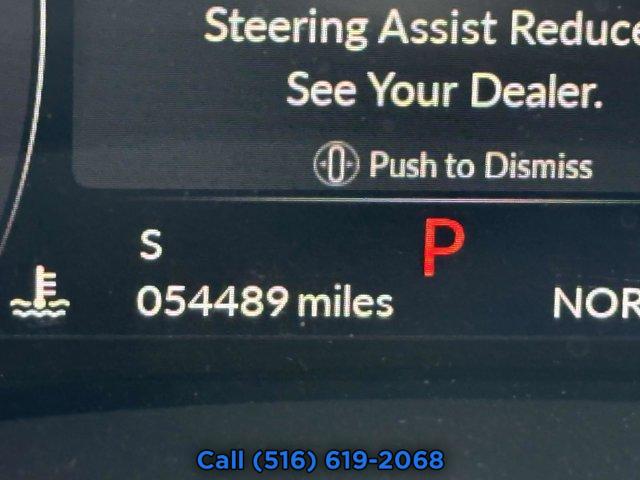 Steering Assist Reduce
See Your Dealer.
Push to Dismiss
S
P
054489 miles
NOR
Call (516) 619-2068